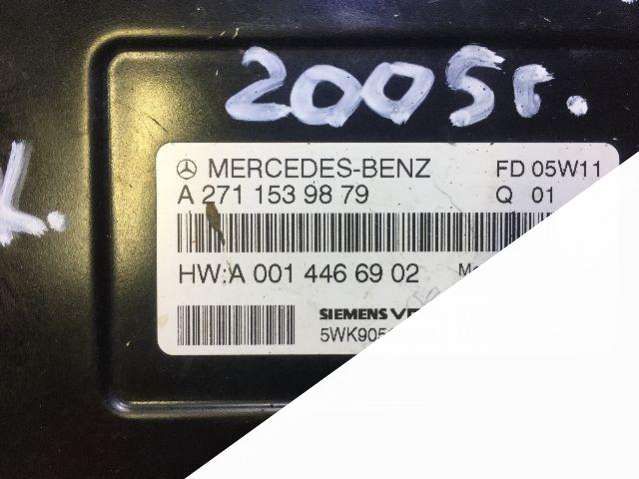 2005г.
MERCEDES-BENZ FD 05W11
A 271 153 98 79 Q 01
HW:A 001 446 69 02
SIEMENS